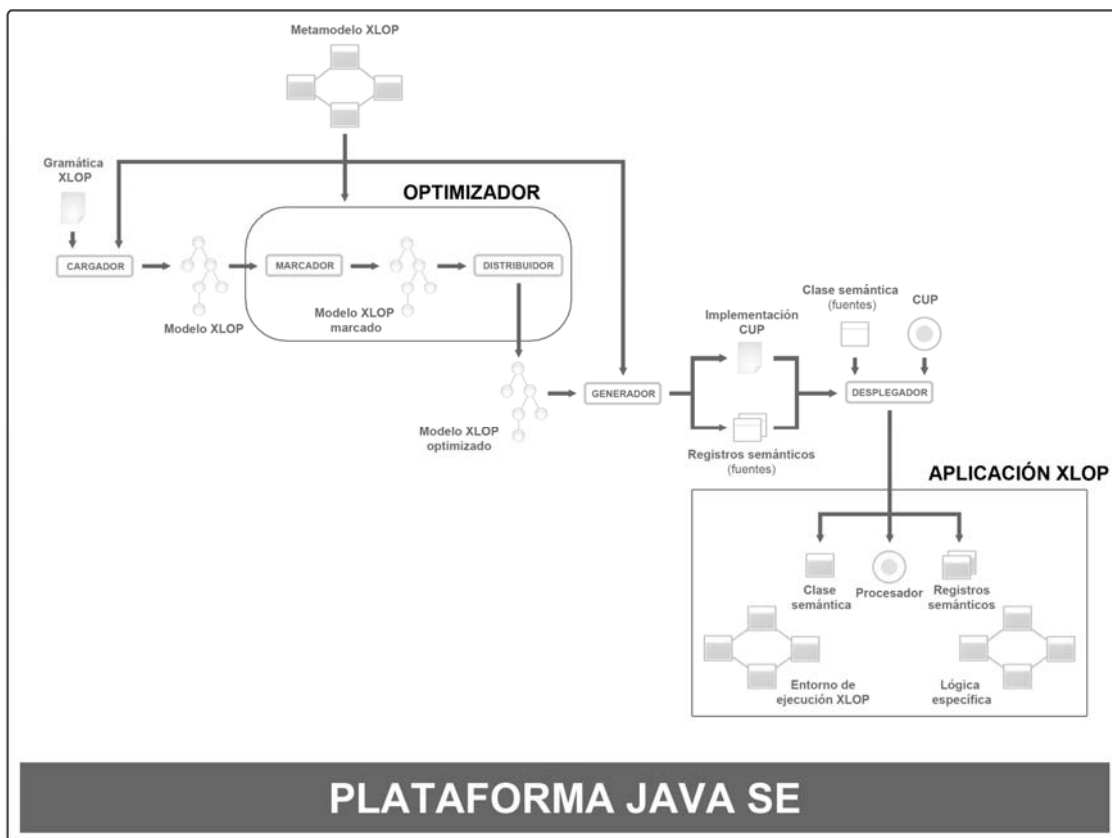 Metamodelo XLOP
Gramática
XLOP
OPTIMIZADOR
CARGADOR
MARCADOR
DISTRIBUIDOR
Modelo XLOP
Modelo XLOP
marcado
Clase semántica
(fuentes)
CUP
Implementación
CUP
GENERADOR
DESPLEGADOR
Modelo XLOP
optimizado
Registros semánticos
(fuentes)
APLICACIÓN XLOP
Clase
semántica
Procesador
Registros
semánticos
Entorno de
ejecución XLOP
Lógica
específica
PLATAFORMA JAVA SE